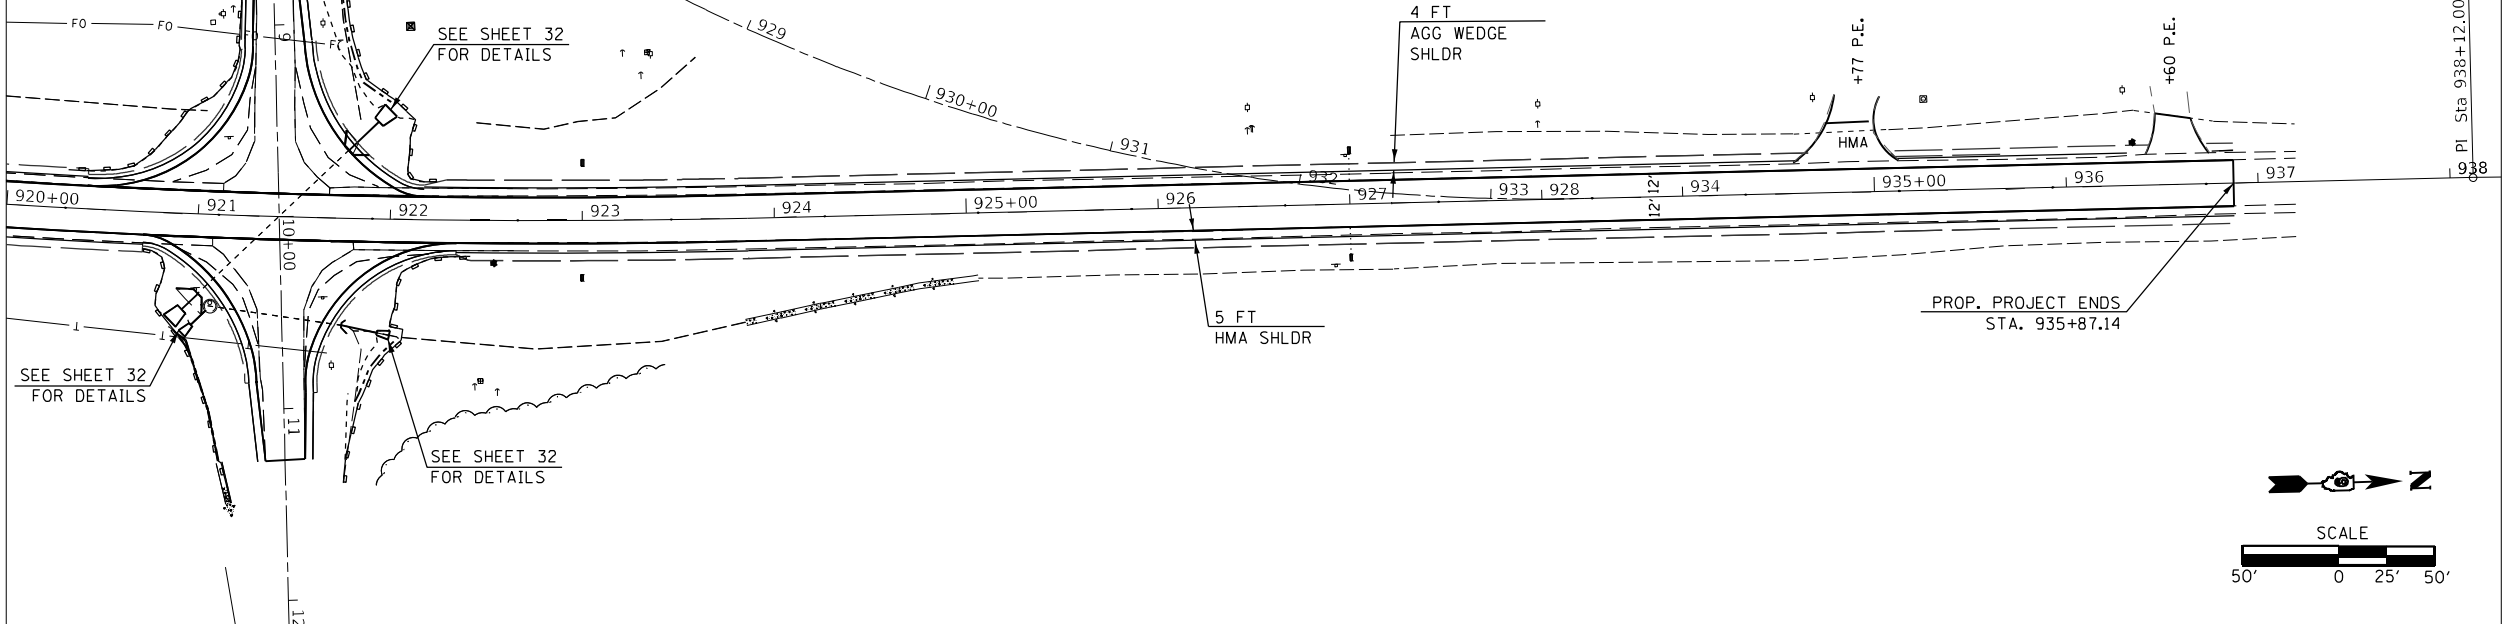 FO
FO
FO
9
SEE SHEET 32
FOR DETAILS
929
930+00
931
932
4 FT
AGG WEDGE
SHLDR
+77 P.E.
+60 P.E.
PI Sta 938+12.00
HMA
920+00
921
922
923
924
925+00
926
927
933
928
12'
12'
934
935+00
936
937
938
10+00
11
12
T
T
T
SEE SHEET 32
FOR DETAILS
SEE SHEET 32
FOR DETAILS
5 FT
HMA SHLDR
PROP. PROJECT ENDS
STA. 935+87.14
N
SCALE
50'
0
25'
50'